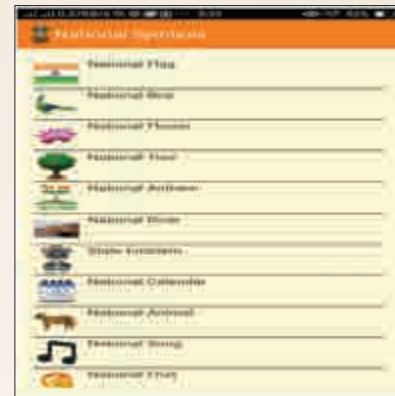 National Symbols
National Flag
National Bird
National Flower
National Tree
National Anthem
National River
State Emblem
National Calendar
National Animal
National Song
National Fruit